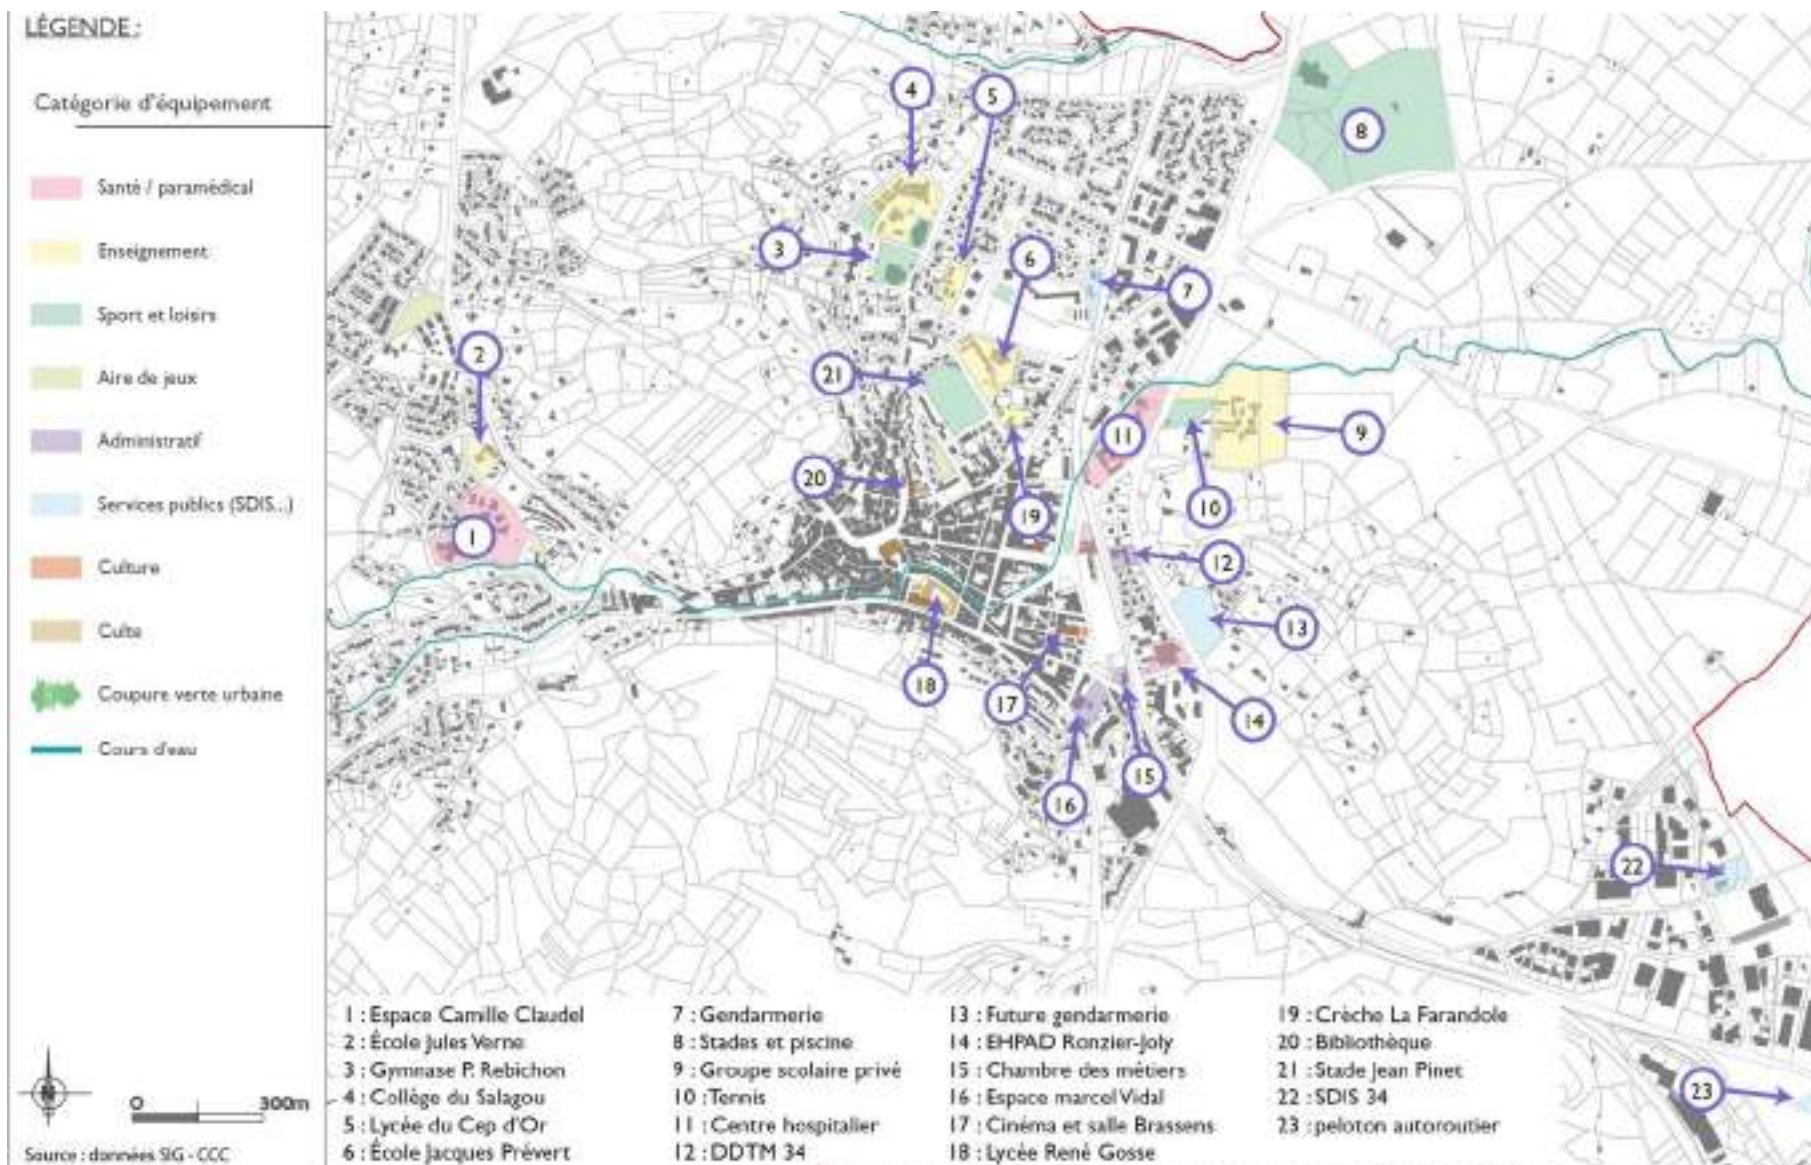 LÉGENDE :
Catégorie d'équipement
Santé / paramédical
Enseignement
Sport et loisirs
Aire de jeux
Administratif
Services publics (SDIS...)
Culture
Culte
Coupure verte urbaine
Cours d'eau
N
0 300m
Source : données SIG - CCC
4
5
8
3
6
7
2
21
11
9
20
19
10
1
12
13
18
17
14
15
16
22
23
1 : Espace Camille Claudel
2 : École Jules Verne
3 : Gymnase P. Rebichon
4 : Collège du Salagou
5 : Lycée du Cep d'Or
6 : École Jacques Prévert
7 : Gendarmerie
8 : Stades et piscine
9 : Groupe scolaire privé
10 : Tennis
11 : Centre hospitalier
12 : DDTM 34
13 : Future gendarmerie
14 : EHPAD Ronzier-Joly
15 : Chambre des métiers
16 : Espace marcel Vidal
17 : Cinéma et salle Brassens
18 : Lycée René Gosse
19 : Crèche La Farandole
20 : Bibliothèque
21 : Stade Jean Pinet
22 : SDIS 34
23 : peloton autoroutier